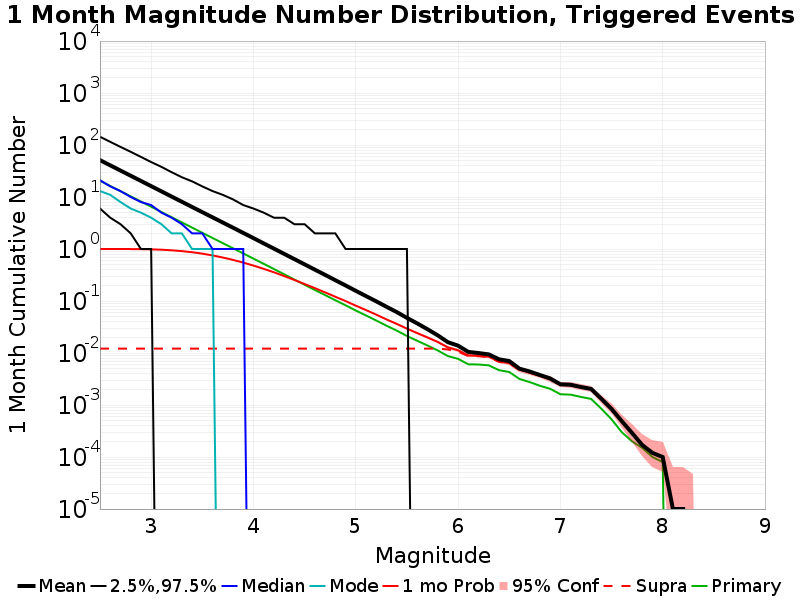 1 Month Magnitude Number Distribution, Triggered Events
10^4
10^3
10^2
10^1
10^0
10^-1
10^-2
10^-3
10^-4
10^-5
1 Month Cumulative Number
3 4 5 6 7 8 9
Magnitude
Mean 2.5%,97.5% Median Mode 1 mo Prob 95% Conf Supra Primary